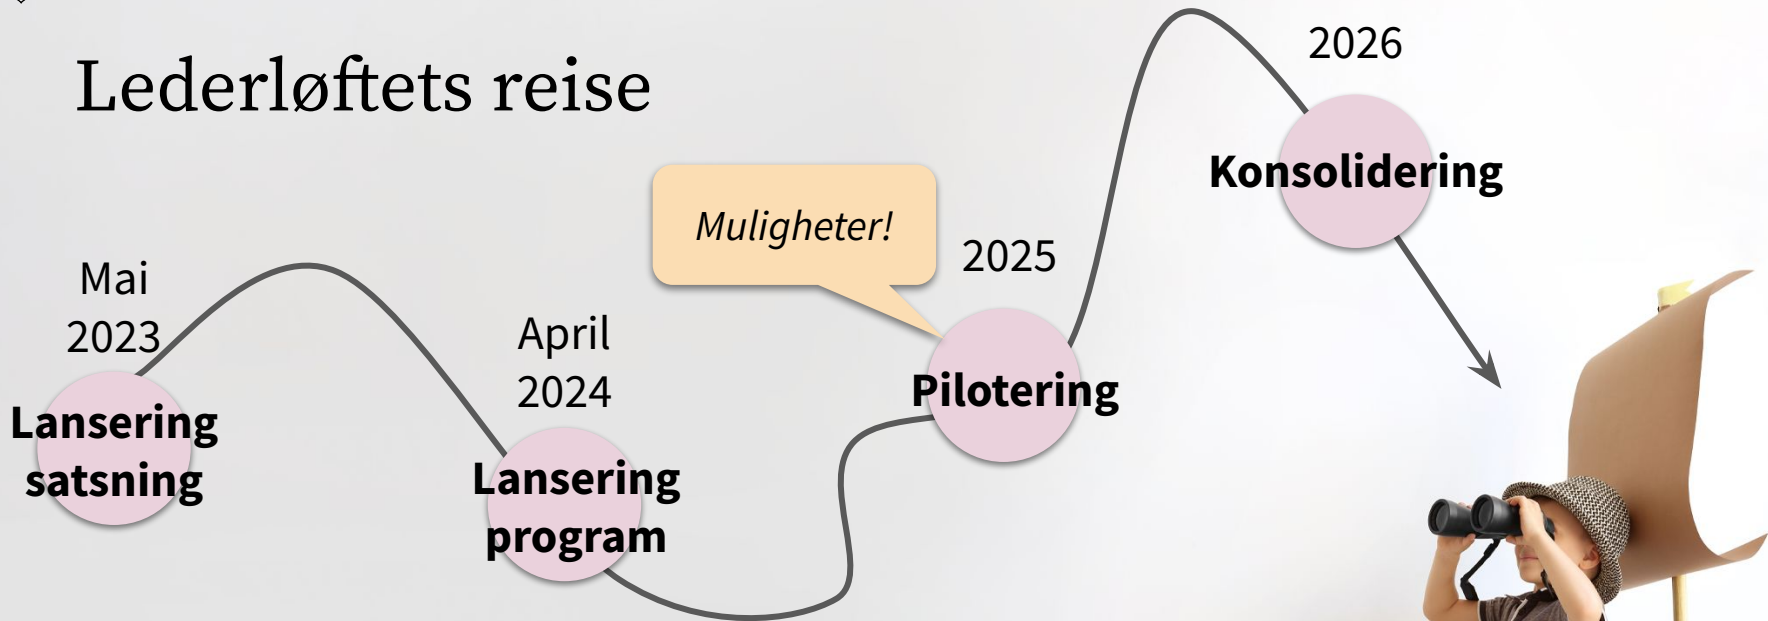 Lederløftets reise
Mai
2023
Lansering
satsning
April
2024
Lansering
program
Muligheter!
2025
Pilotering
2026
Konsolidering